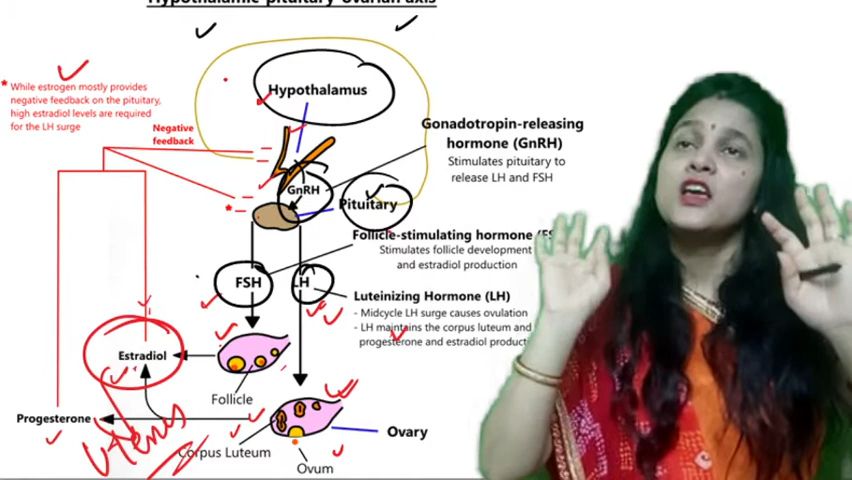 Hypothalamic-pituitary-ovarian axis
Hypothalamus
* While estrogen mostly provides
negative feedback on the pituitary,
high estradiol levels are required
for the LH surge
Negative
feedback
Gonadotropin-releasing
hormone (GnRH)
Stimulates pituitary to
release LH and FSH
GnRH
Pituitary
*
Follicle-stimulating hormone (FS
Stimulates follicle development
and estradiol production
FSH
LH
Luteinizing Hormone (LH)
- Midcycle LH surge causes ovulation
- LH maintains the corpus luteum and
progesterone and estradiol product
Estradiol
Follicle
Progesterone
Uterus
Corpus Luteum
Ovary
Ovum